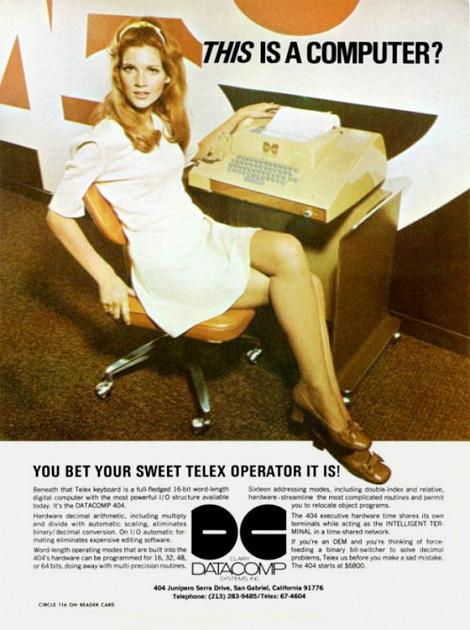 THIS IS A COMPUTER?
YOU BET YOUR SWEET TELEX OPERATOR IT IS!
Beneath that Telex keyboard is a full-fledged 16-bit word-length
digital computer with the most powerful I/O structure available
today. It's the DATACOMP 404.
Hardware decimal arithmetic, including multiply
and divide with automatic scaling, eliminates
binary/decimal conversion. On I/O automatic for-
mating eliminates expensive editing software.
Word-length operating modes that are built into the
404's hardware can be programmed for 16, 32, 48,
or 64 bits, doing away with multi-precision routines.
Sixteen addressing modes, including double-index and relative,
hardware-streamline the most complicated routines and permit
you to relocate object programs.
The 404 executive hardware time shares its own
terminals while acting as the INTELLIGENT TER-
MINAL in a time-shared network.
If you're an OEM and you're thinking of force-
feeding a binary bit-switcher to solve decimal
problems, Telex us before you make a sad mistake.
The 404 starts at $6800.
DC
CLARY
DATACOMP
SYSTEMS, INC.
404 Junipero Serra Drive, San Gabriel, California 91776
Telephone: (213) 283-9485/Telex: 67-4604
CIRCLE 116 ON READER CARD